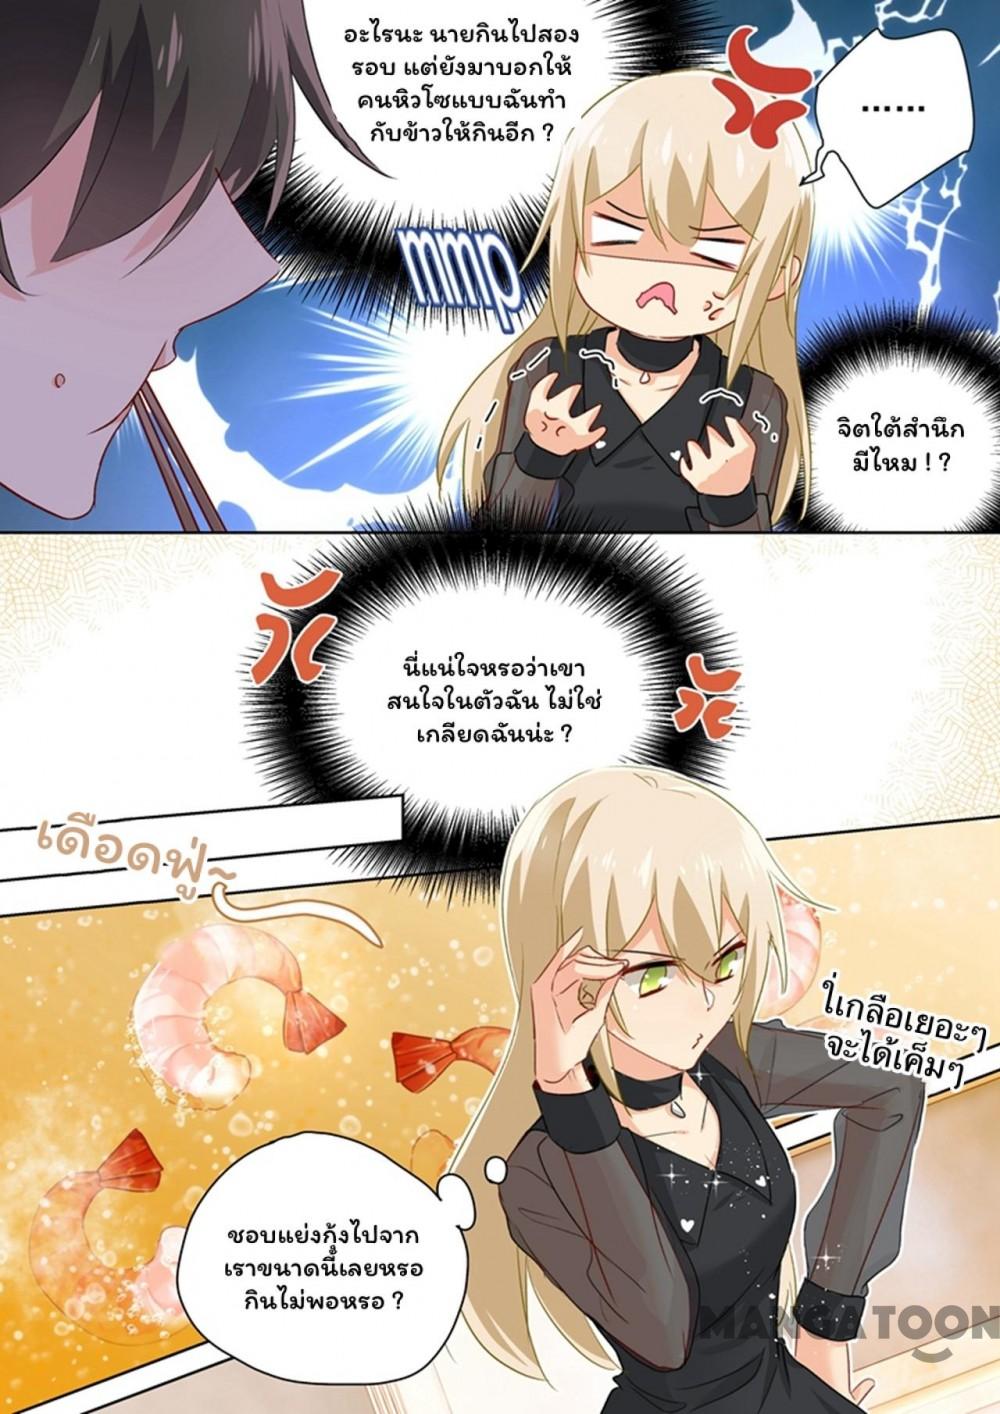 อะไรนะ นายกินไปสอง
รอบ แต่ยังมาบอกให้
คนหิวโซแบบฉันทำ
กับข้าวให้กินอีก ?
......
mmp
จิตใต้สำนึก
มีไหม ! ?
นี่แน่ใจหรอว่าเขา
สนใจในตัวฉัน ไม่ใช่
เกลียดฉันน่ะ ?
เดือดฟู่~
ใเกลือเยอะๆ
จะได้เค็มๆ
ชอบแย่งกุ้งไปจาก
เราขนาดนี้เลยหรอ
กินไม่พอหรอ ?
MANGATOON